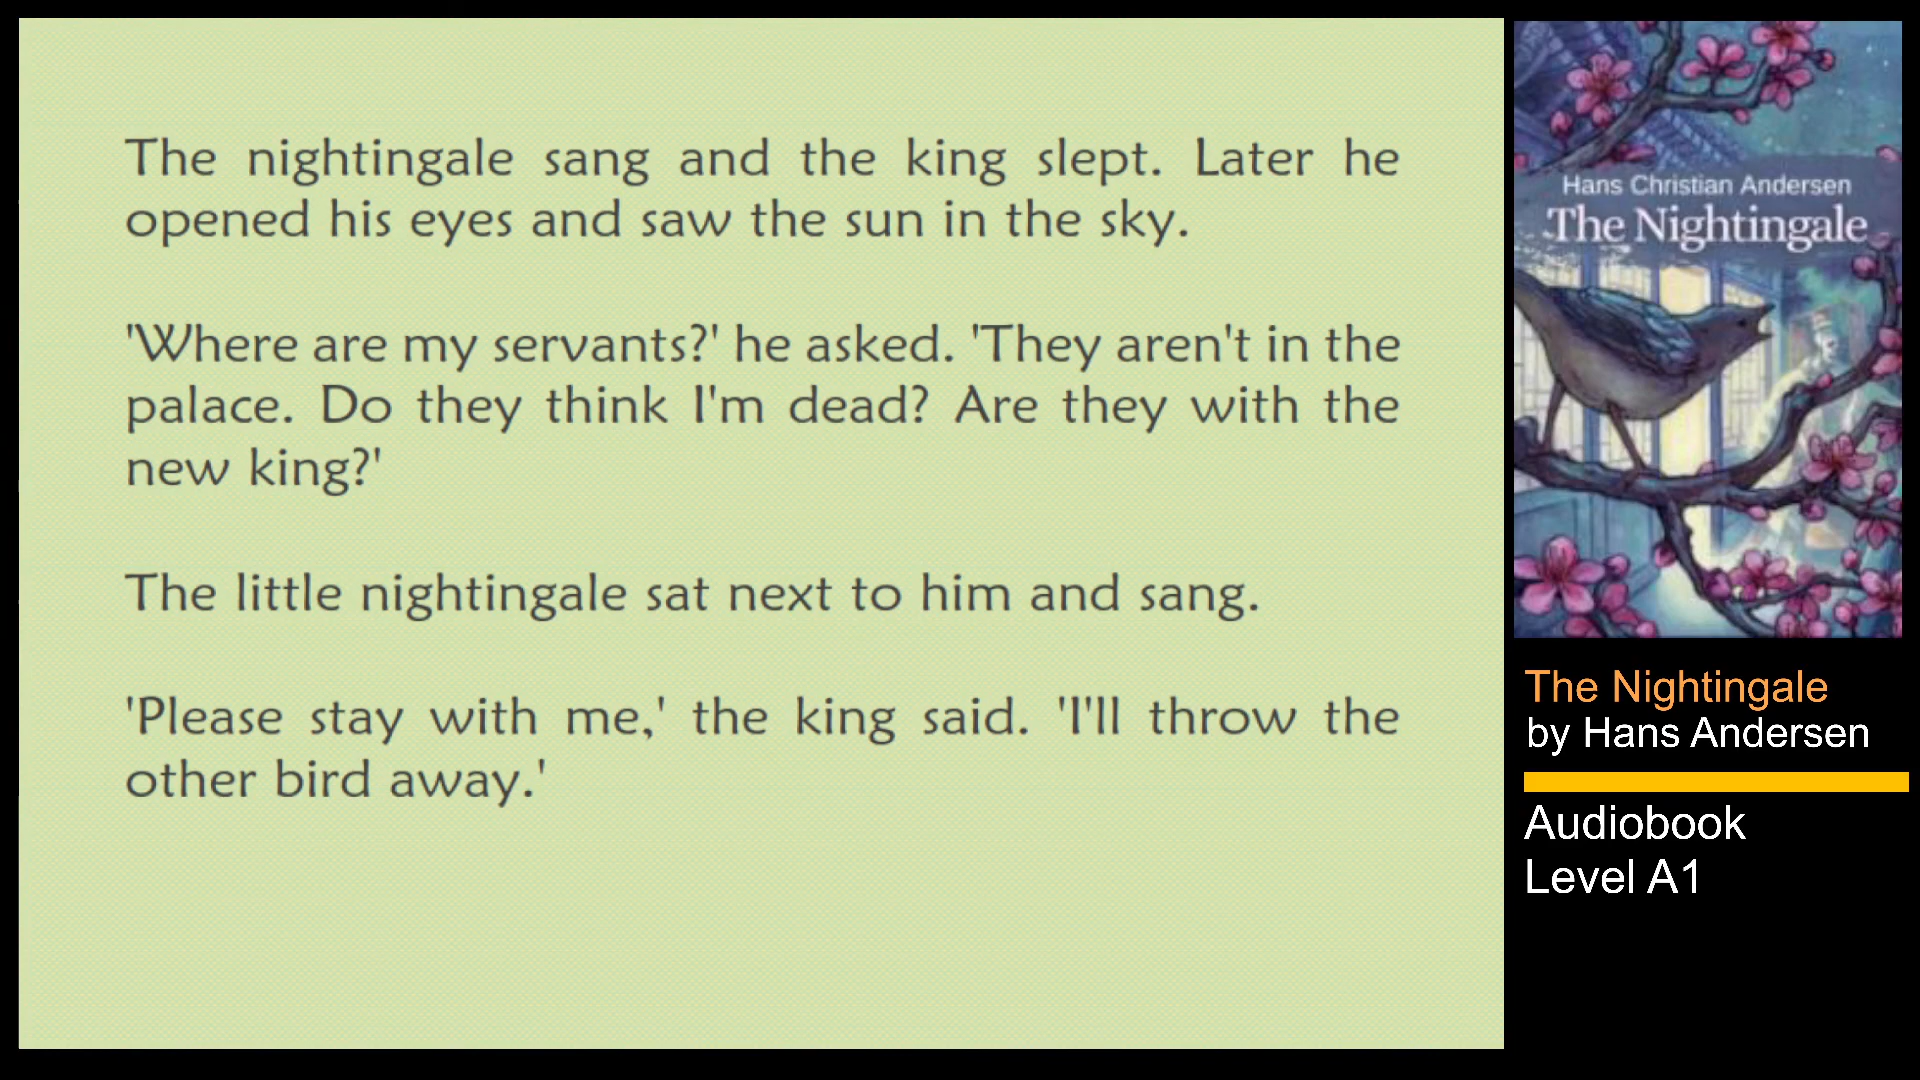 The nightingale sang and the king slept. Later he
opened his eyes and saw the sun in the sky.
'Where are my servants?' he asked. 'They aren't in the
palace. Do they think I'm dead? Are they with the
new king?'
The little nightingale sat next to him and sang.
'Please stay with me,' the king said. 'I'll throw the
other bird away.'
Hans Christian Andersen
The Nightingale
The Nightingale
by Hans Andersen
Audiobook
Level A1